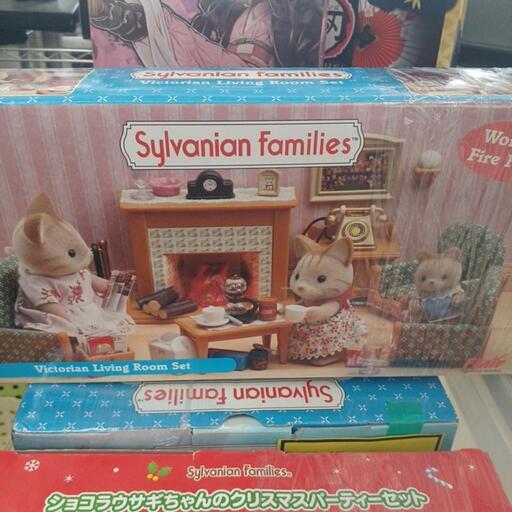 Sylvanian Families
Victorian Living Room Set
Sylvanian Families™
Fire
Victorian Living Room Set
Sylvanian Families
Sylvanian Families
ショコラウサギちゃんのクリスマスパーティーセット